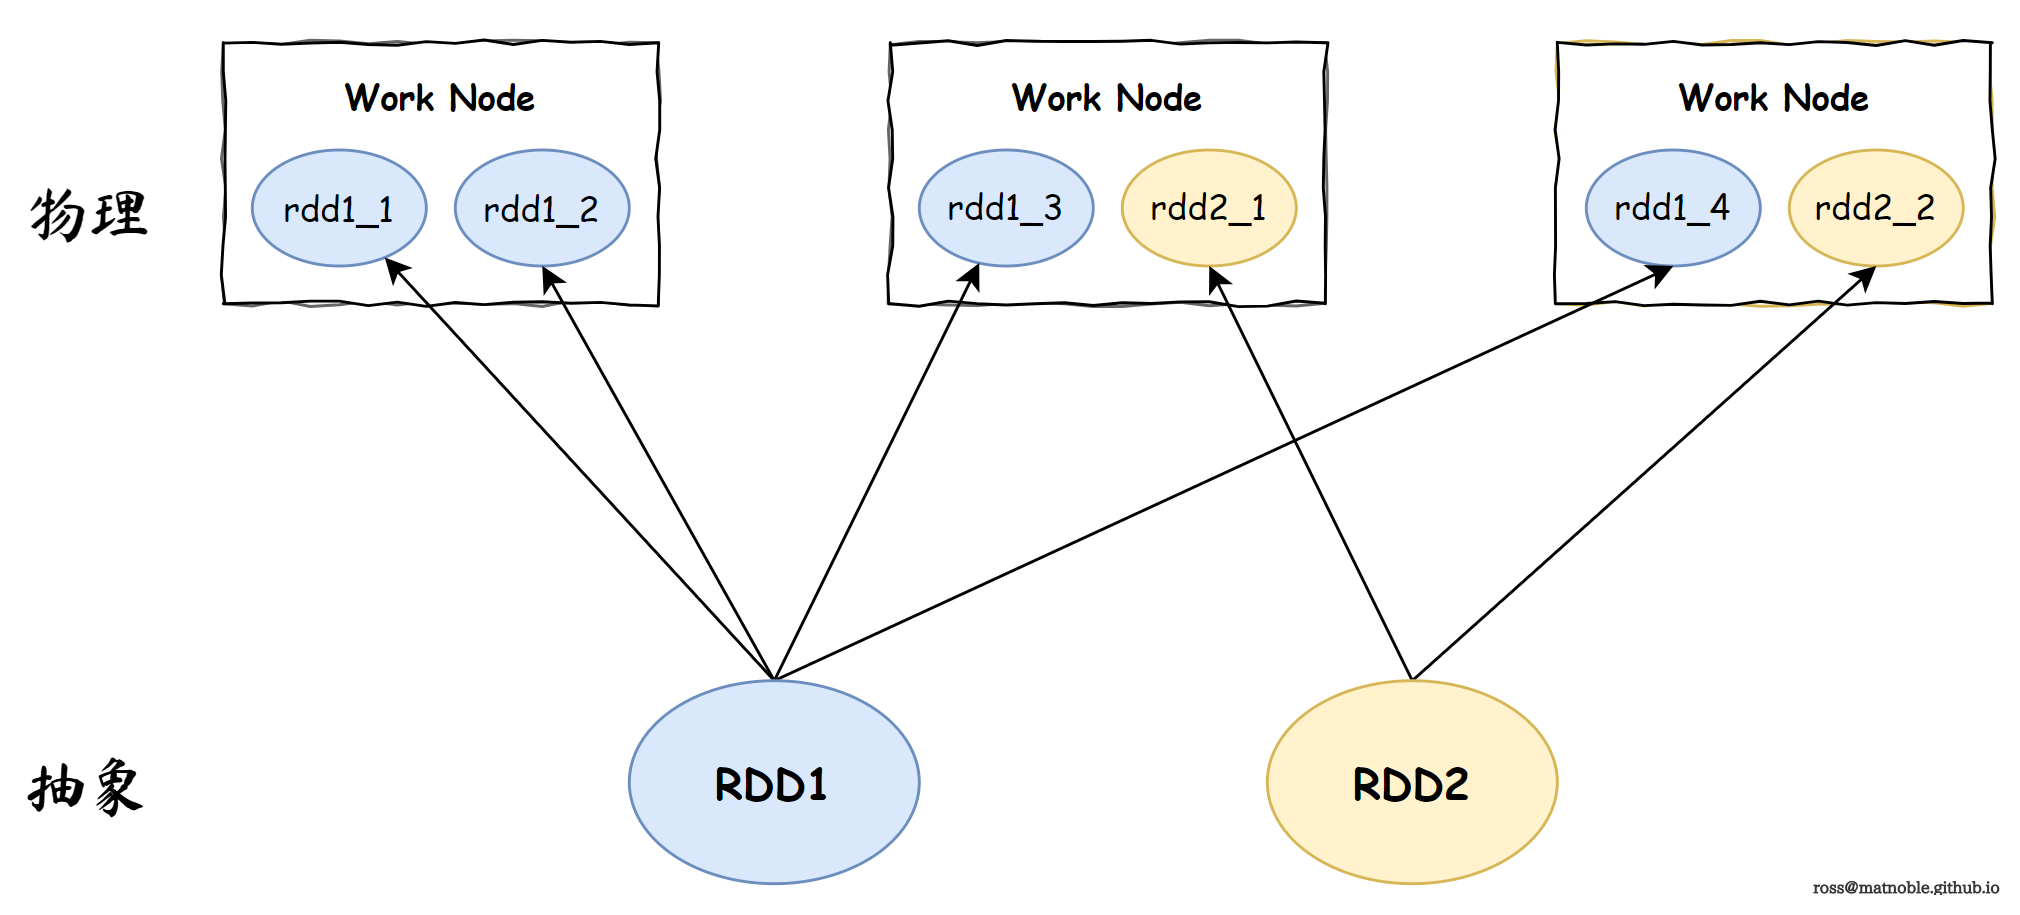 Work Node
rdd1_1
rdd1_2
Work Node
rdd1_3
rdd2_1
Work Node
rdd1_4
rdd2_2
物理
抽象
RDD1
RDD2
ross@matnoble.github.io